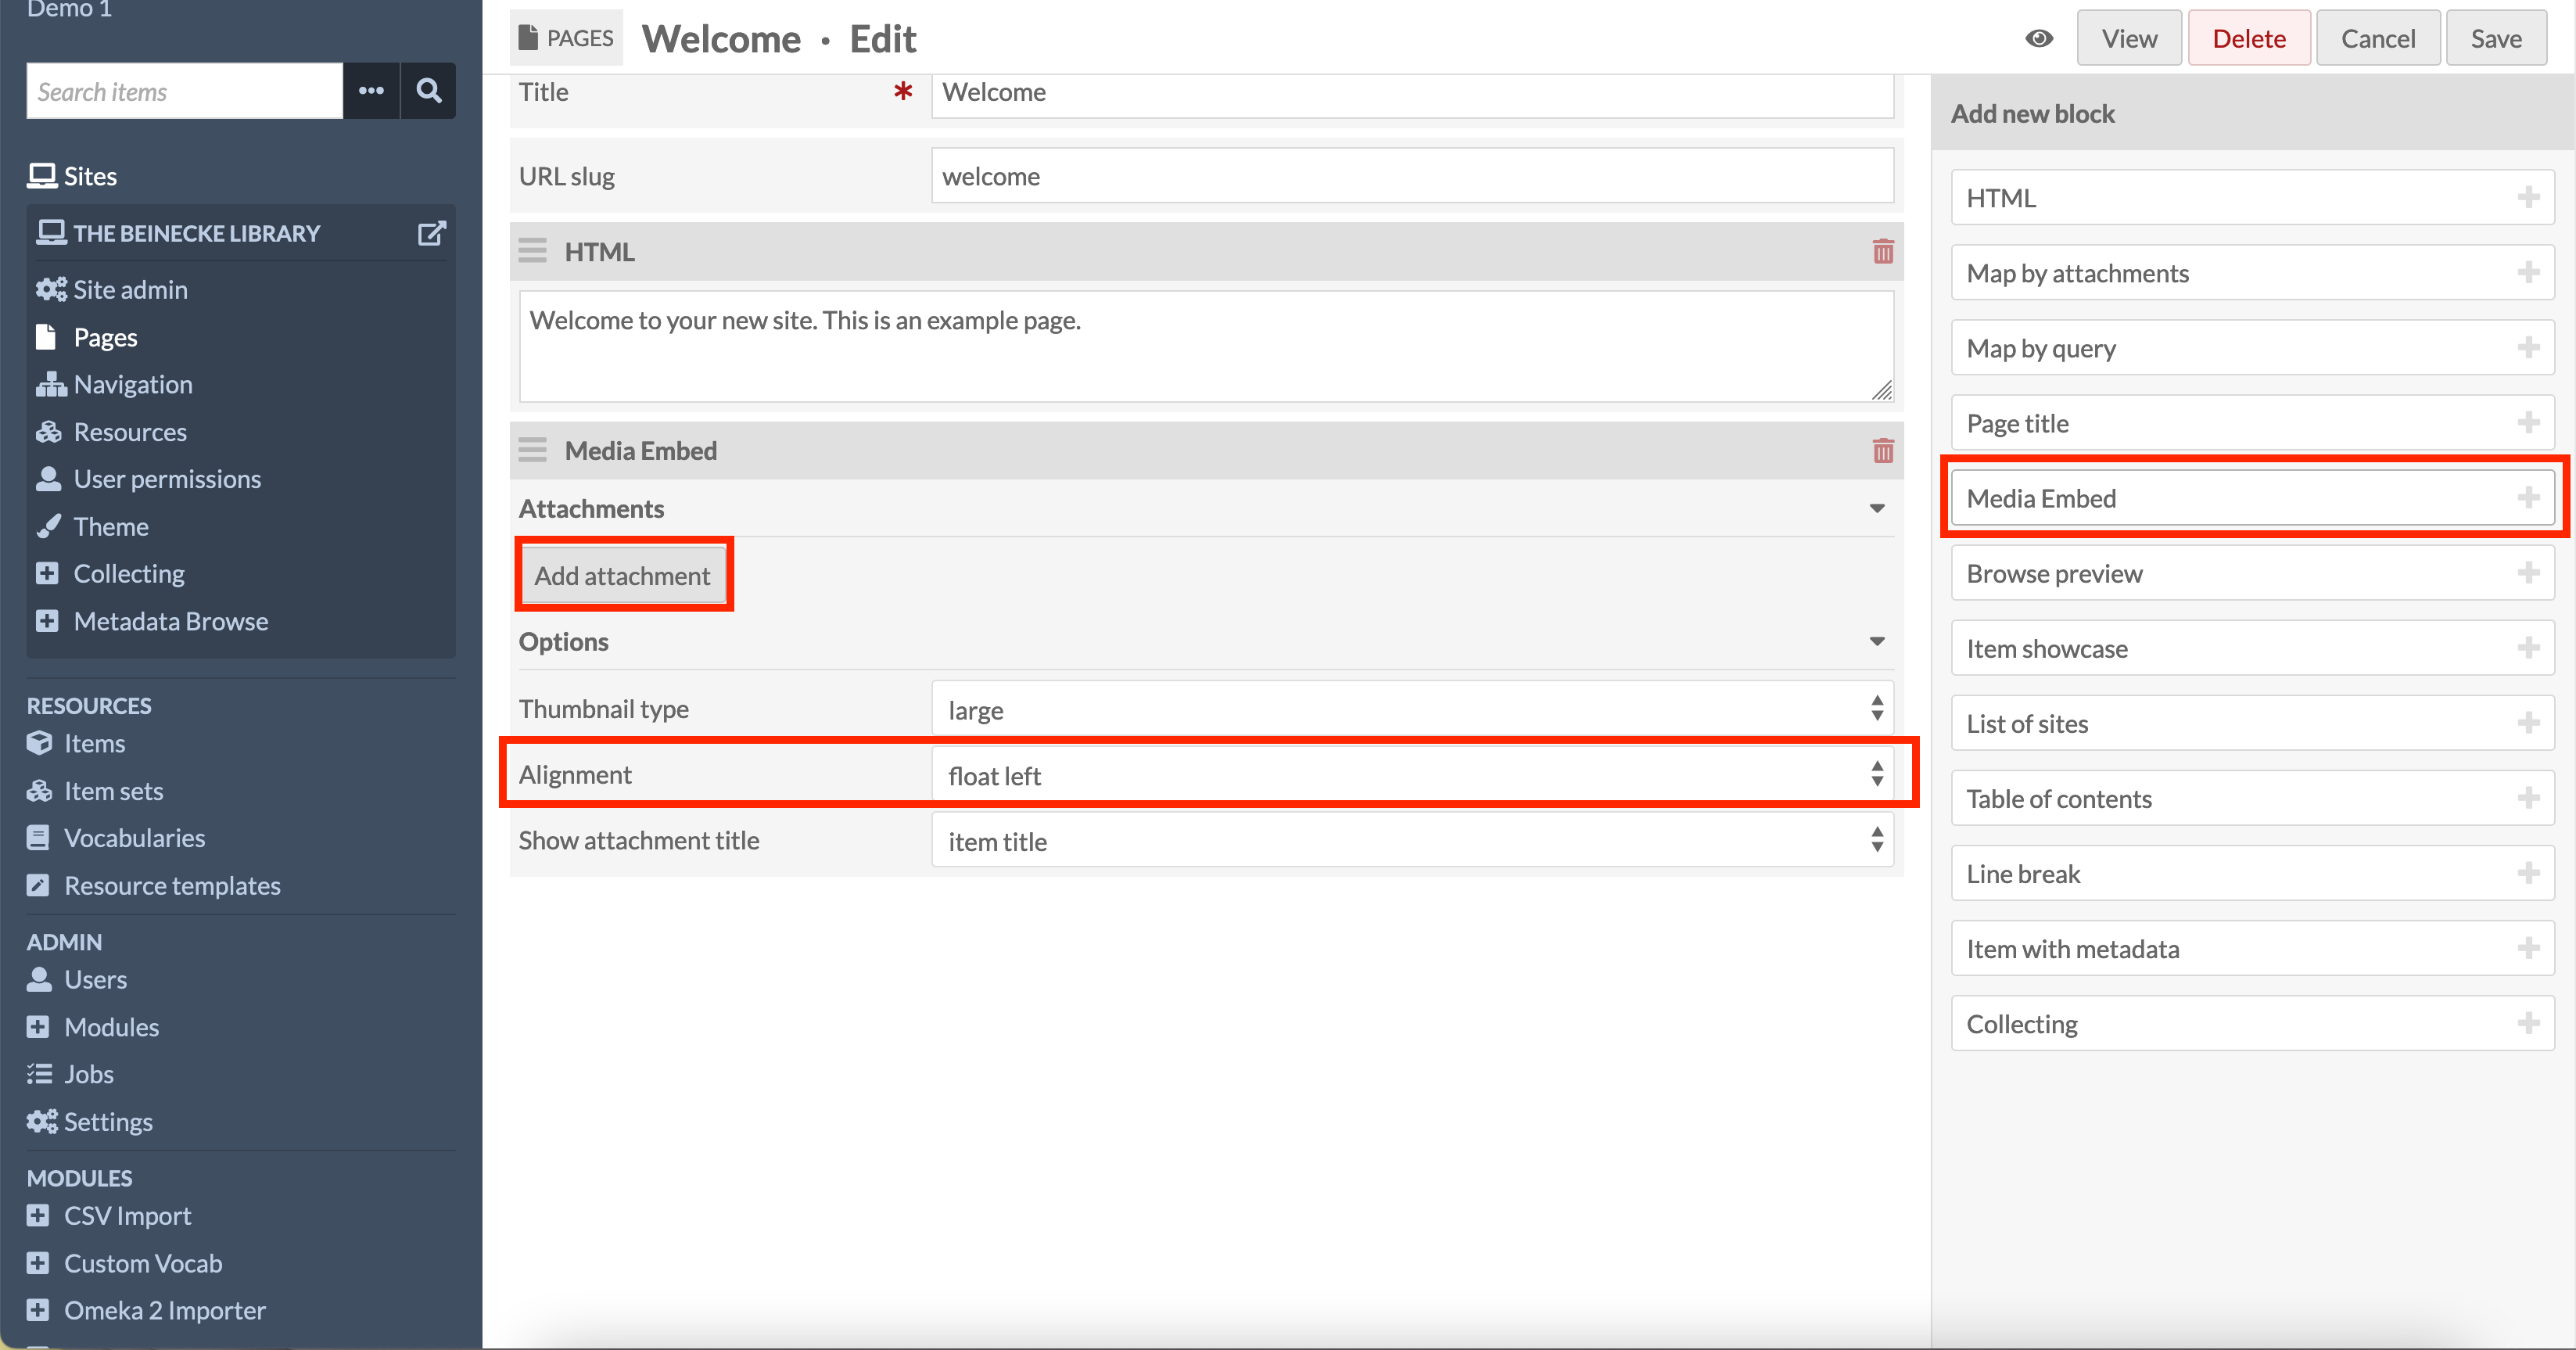 Demo 1
Search items
Sites
THE BEINECKE LIBRARY
Site admin
Pages
Navigation
Resources
User permissions
Theme
Collecting
Metadata Browse
RESOURCES
Items
Item sets
Vocabularies
Resource templates
ADMIN
Users
Modules
Jobs
Settings
MODULES
CSV Import
Custom Vocab
Omeka 2 Importer
PAGES Welcome · Edit
View Delete Cancel Save
Title * Welcome
URL slug welcome
HTML
Welcome to your new site. This is an example page.
Media Embed
Attachments
Add attachment
Options
Thumbnail type large
Alignment float left
Show attachment title item title
Add new block
HTML
Map by attachments
Map by query
Page title
Media Embed
Browse preview
Item showcase
List of sites
Table of contents
Line break
Item with metadata
Collecting